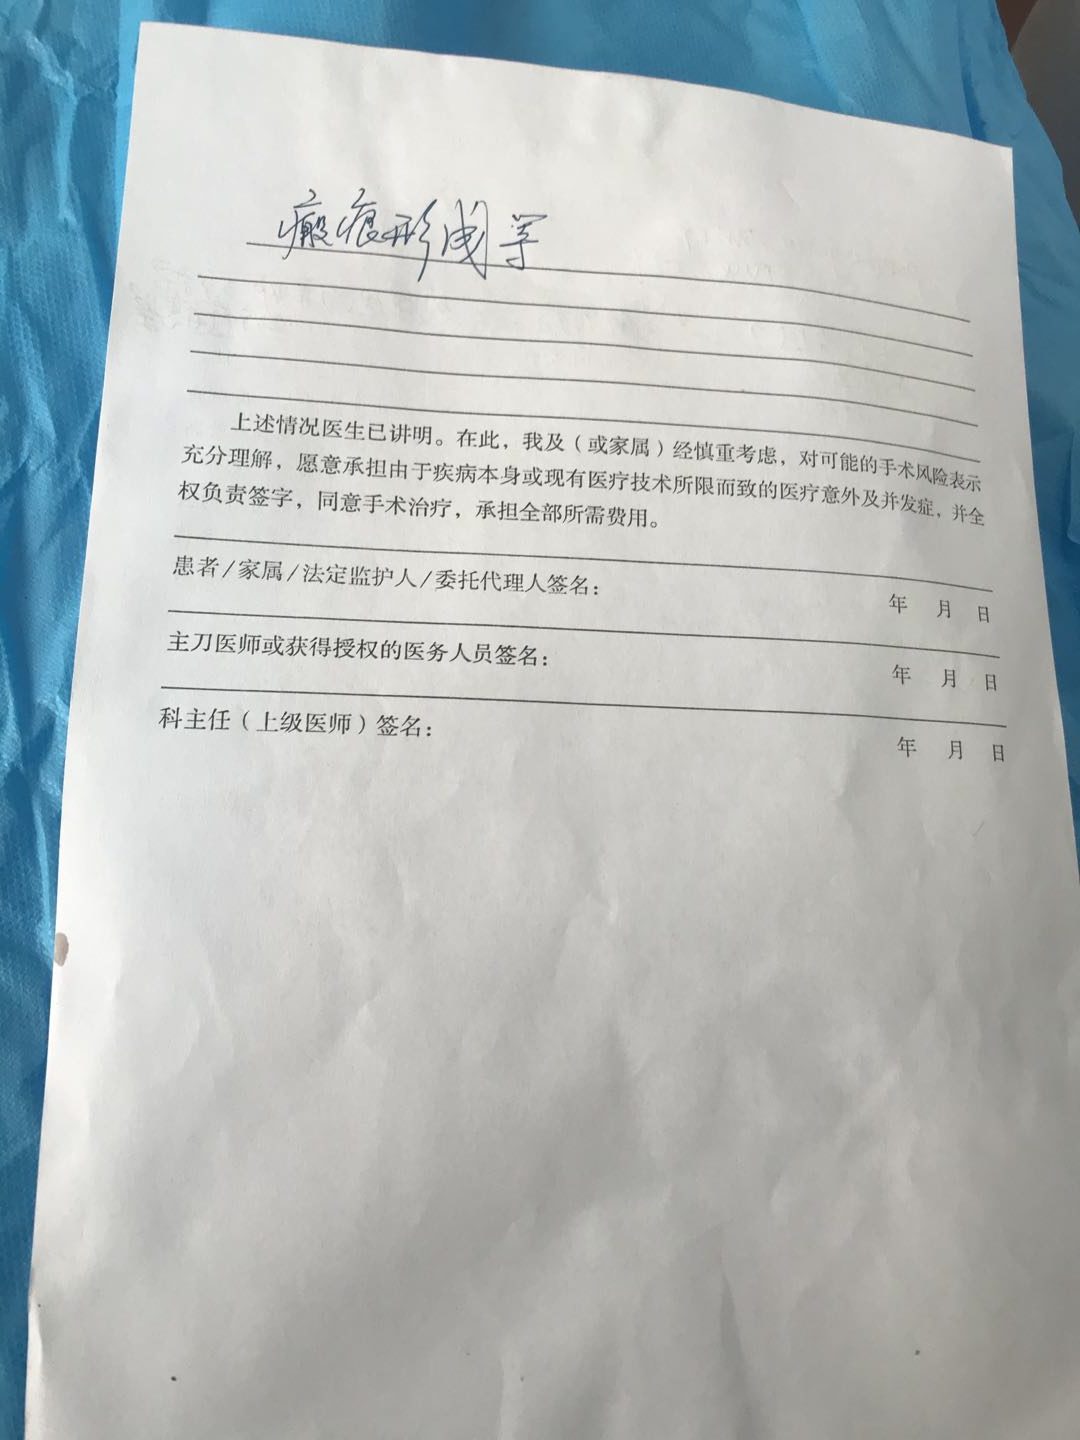 瘢痕形成等
上述情况医生已讲明。在此，我及（或家属）经慎重考虑，对可能的手术风险表示
充分理解，愿意承担由于疾病本身或现有医疗技术所限而致的医疗意外及并发症，并全
权负责签字，同意手术治疗，承担全部所需费用。
患者/家属/法定监护人/委托代理人签名： 年 月 日
主刀医师或获得授权的医务人员签名： 年 月 日
科主任（上级医师）签名： 年 月 日